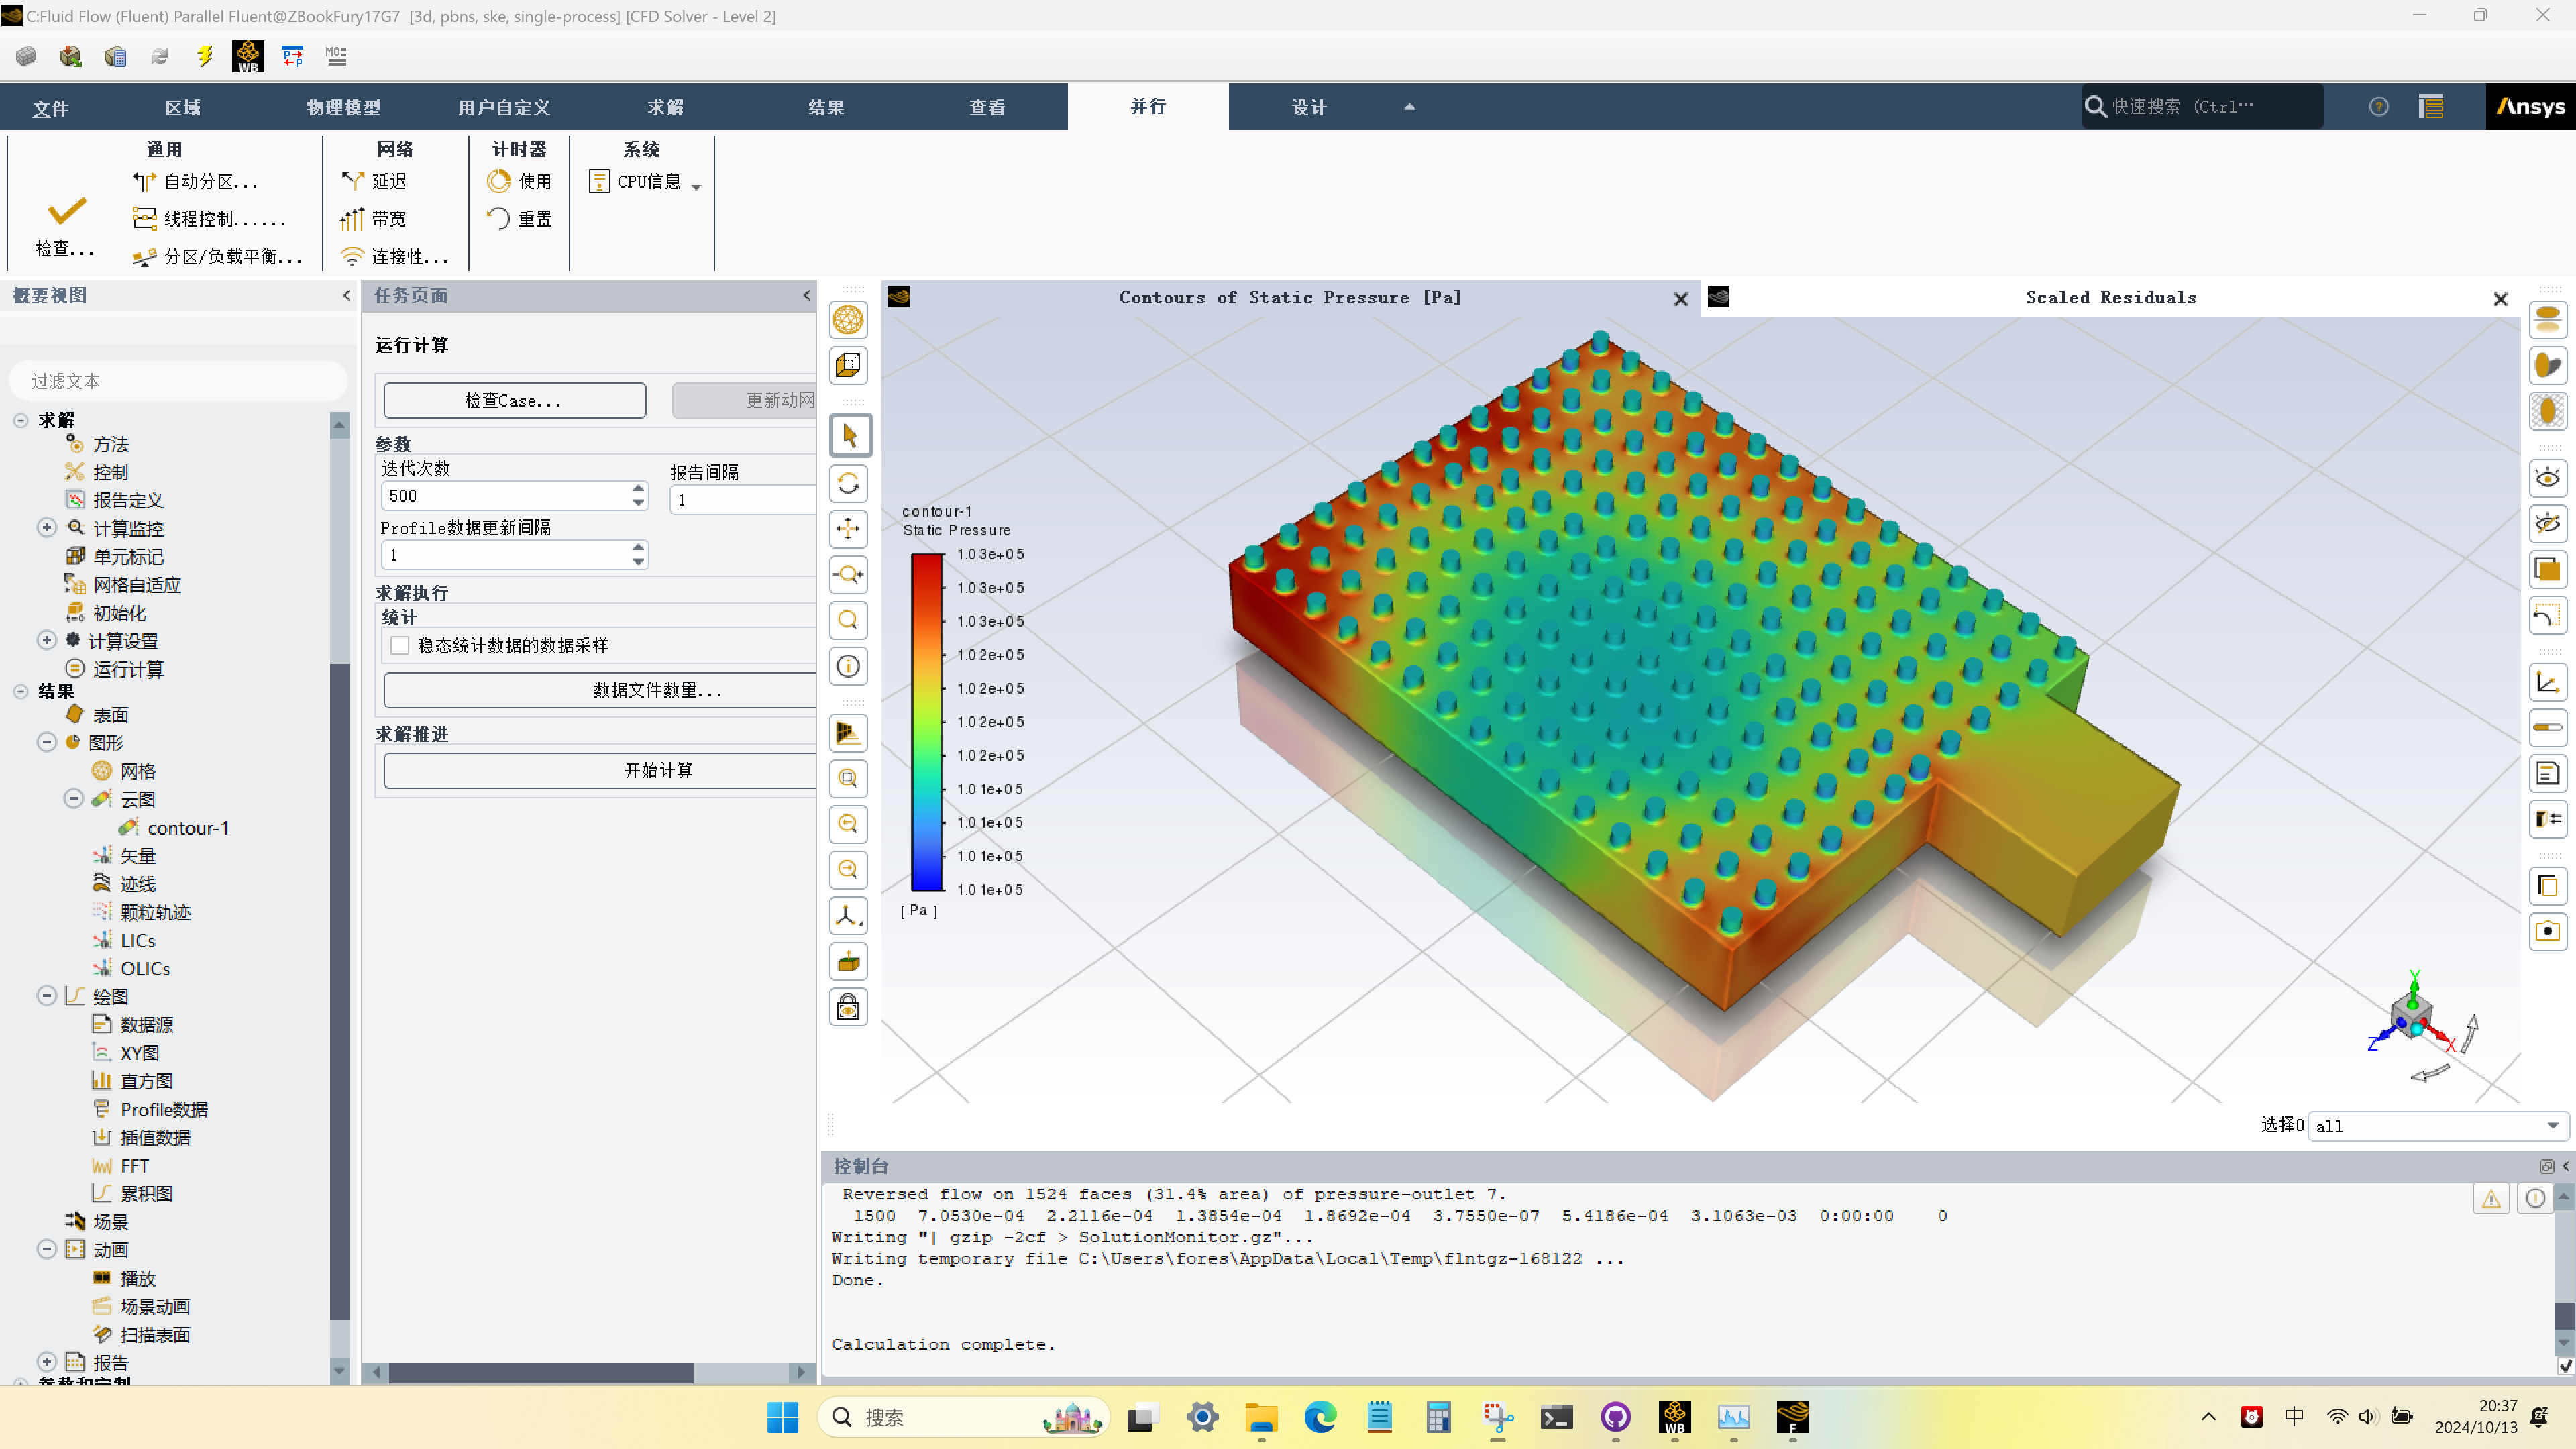 C:Fluid Flow (Fluent) Parallel Fluent@ZBookFury17G7 [3d, pbns, ske, single-process] [CFD Solver - Level 2]
WB
文件
区域
物理模型
用户自定义
求解
结果
查看
并行
设计
快速搜索 (Ctrl…
Ansys
通用
网络
计时器
系统
检查...
自动分区...
线程控制......
分区/负载平衡...
延迟
带宽
连接性...
使用
重置
CPU信息
概要视图
过滤文本
求解
方法
控制
报告定义
计算监控
单元标记
网格自适应
初始化
计算设置
运行计算
结果
表面
图形
网格
云图
contour-1
矢量
迹线
颗粒轨迹
LICs
OLICs
绘图
数据源
XY图
直方图
Profile数据
插值数据
FFT
累积图
场景
动画
播放
场景动画
扫描表面
报告
参数和定制
任务页面
运行计算
检查Case...
更新动网
参数
迭代次数
报告间隔
500
1
Profile数据更新间隔
1
求解执行
统计
稳态统计数据的数据采样
数据文件数量...
求解推进
开始计算
Contours of Static Pressure [Pa]
Scaled Residuals
contour-1
Static Pressure
1.03e+05
1.03e+05
1.03e+05
1.02e+05
1.02e+05
1.02e+05
1.02e+05
1.01e+05
1.01e+05
1.01e+05
1.01e+05
[Pa]
Y
Z
X
选择0
all
控制台
Reversed flow on 1524 faces (31.4% area) of pressure-outlet 7.
1500 7.0530e-04 2.2116e-04 1.3854e-04 1.8692e-04 3.7550e-07 5.4186e-04 3.1063e-03 0:00:00 0
Writing "| gzip -2cf > SolutionMonitor.gz"...
Writing temporary file C:\Users\fores\AppData\Local\Temp\flntgz-168122 ...
Done.
Calculation complete.
搜索
WB
F
中
20:37
2024/10/13